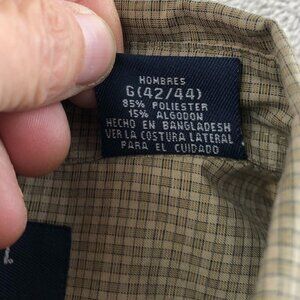 HOMBRES
G(42/44)
85% POLIESTER
15% ALGODON
HECHO EN BANGLADESH
VER LA COSTURA LATERAL
PARA EL CUIDADO